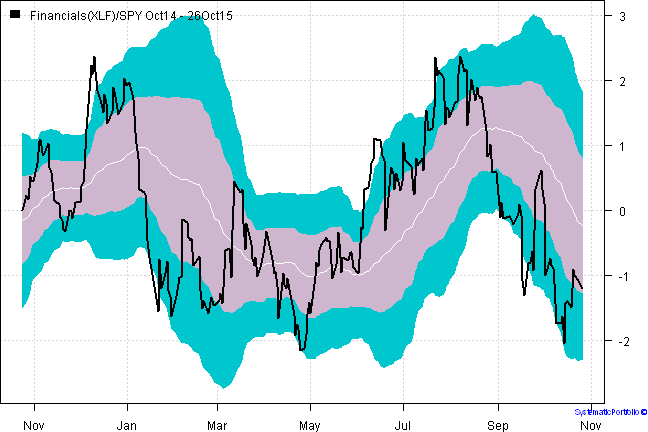 Financials(XLF)/SPY Oct14 - 26Oct15
3
2
1
0
-1
-2
Nov Jan Mar May Jul Sep Nov
SystematicPortfolio ©